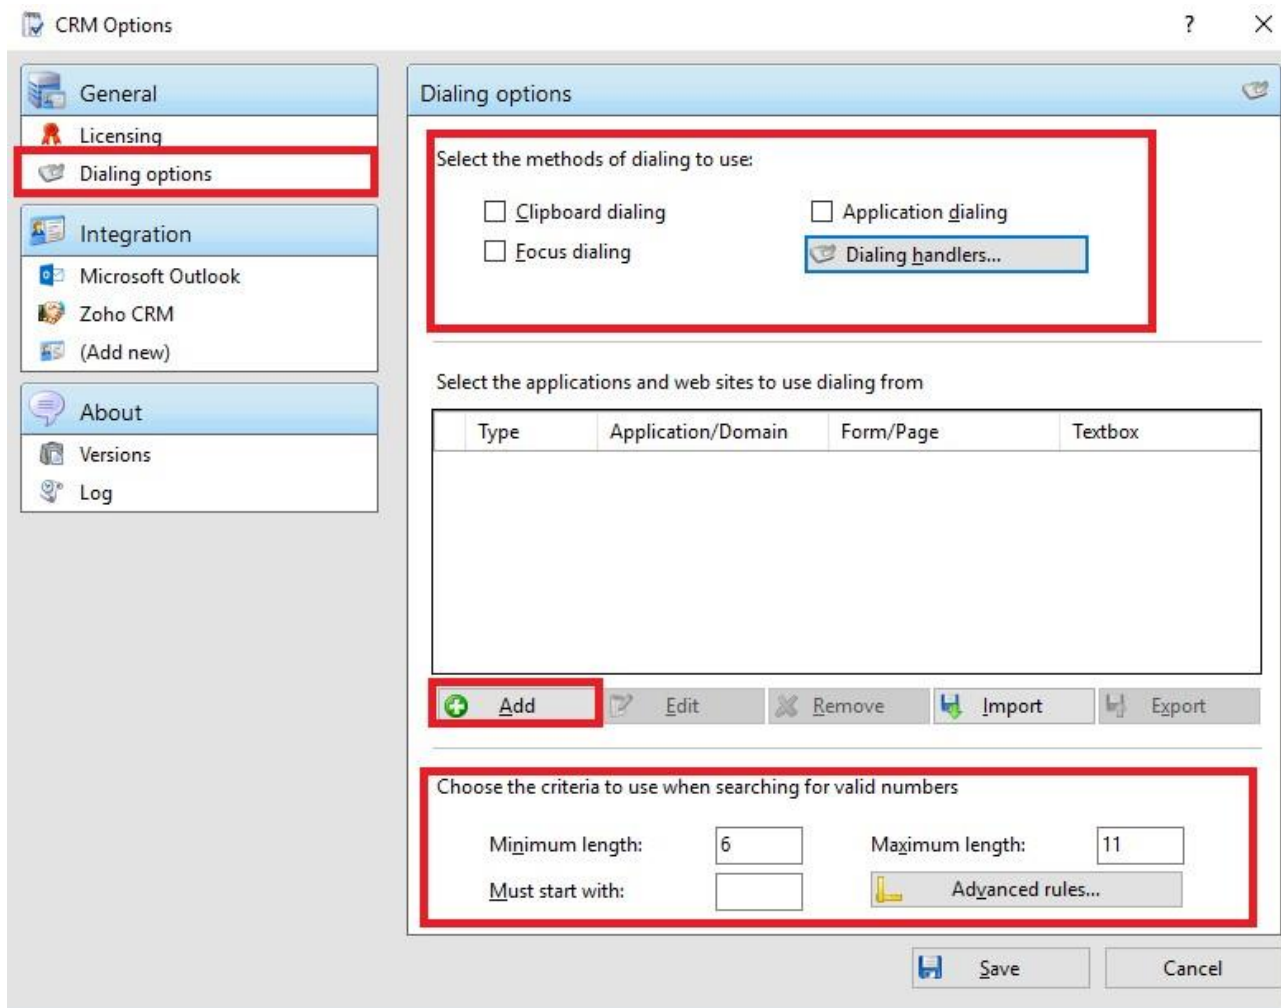 CRM Options ?
General
Licensing
Dialing options
Integration
Microsoft Outlook
Zoho CRM
(Add new)
About
Versions
Log
Dialing options
Select the methods of dialing to use:
Clipboard dialing Application dialing
Focus dialing Dialing handlers...
Select the applications and web sites to use dialing from
Type Application/Domain Form/Page Textbox
Add Edit Remove Import Export
Choose the criteria to use when searching for valid numbers
Minimum length: 6 Maximum length: 11
Must start with: Advanced rules...
Save Cancel